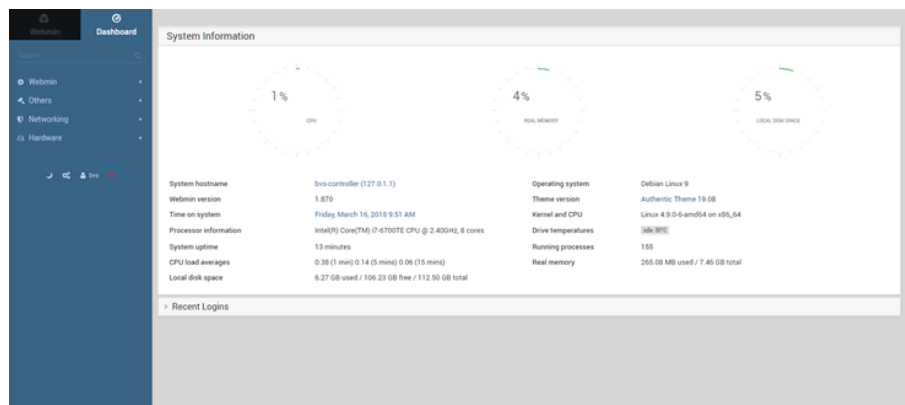 Webmin
Dashboard
Search
Webmin
Others
Networking
Hardware
bvs
System Information
1%
CPU
4%
REAL MEMORY
5%
LOCAL DISK SPACE
System hostname bvs-controller (127.0.1.1) Operating system Debian Linux 9
Webmin version 1.870 Theme version Authentic Theme 19.08
Time on system Friday, March 16, 2018 9:51 AM Kernel and CPU Linux 4.9.0-6-amd64 on x86_64
Processor information Intel(R) Core(TM) i7-6700TE CPU @ 2.40GHz, 8 cores Drive temperatures sda: 30°C
System uptime 13 minutes Running processes 155
CPU load averages 0.38 (1 min) 0.14 (5 mins) 0.06 (15 mins) Real memory 265.08 MB used / 7.46 GB total
Local disk space 6.27 GB used / 106.23 GB free / 112.50 GB total
Recent Logins